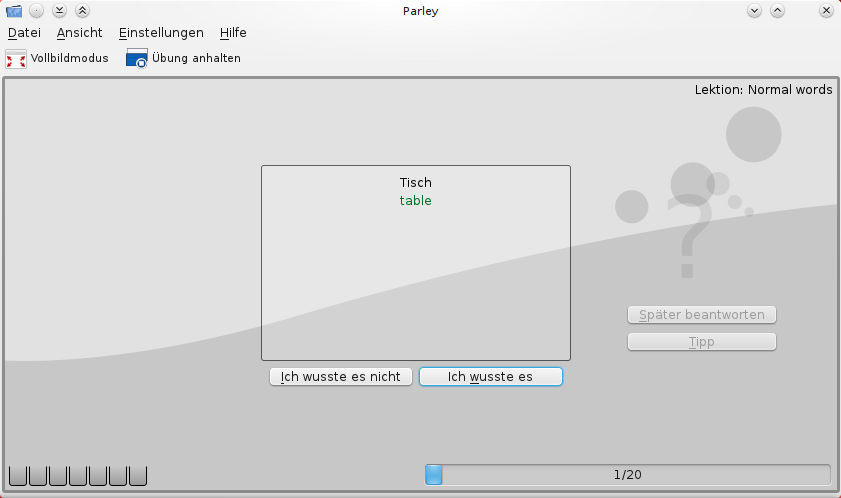 Parley
Datei Ansicht Einstellungen Hilfe
Vollbildmodus Übung anhalten
Lektion: Normal words
Tisch
table
?
Später beantworten
Tipp
Ich wusste es nicht Ich wusste es
1/20